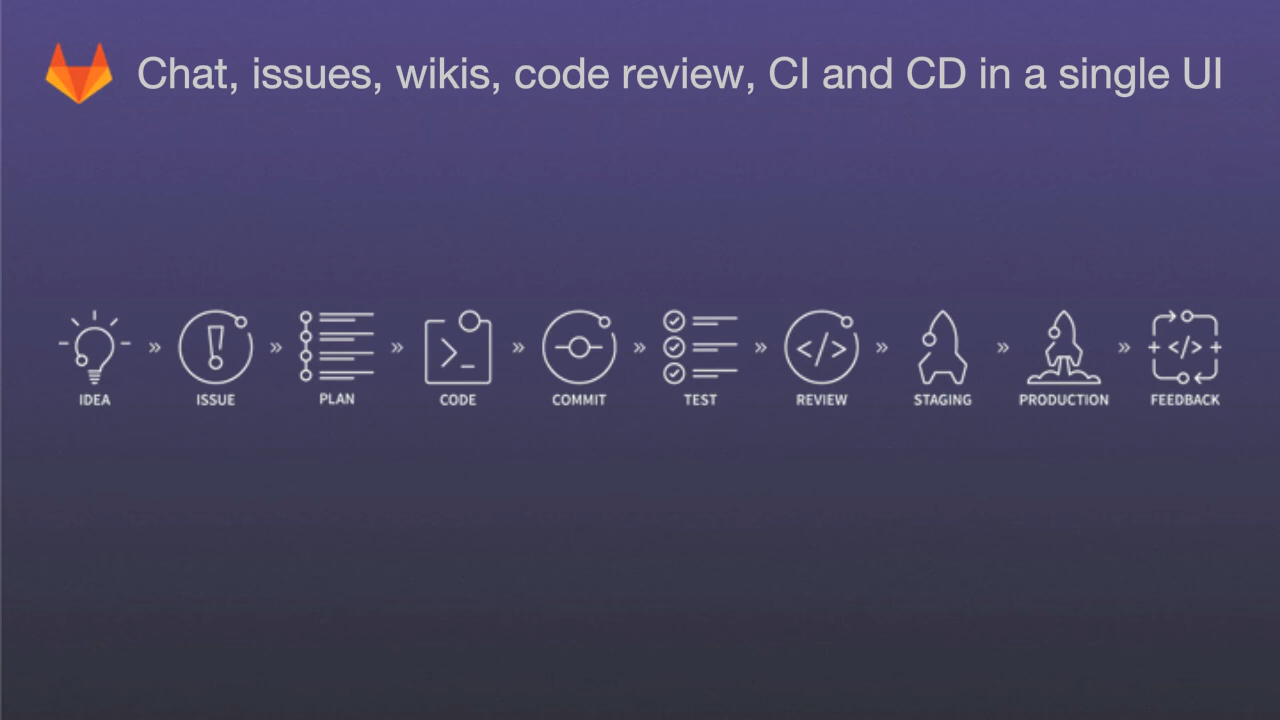 Chat, issues, wikis, code review, CI and CD in a single UI
IDEA » ISSUE » PLAN » CODE » COMMIT » TEST » REVIEW » STAGING » PRODUCTION » FEEDBACK